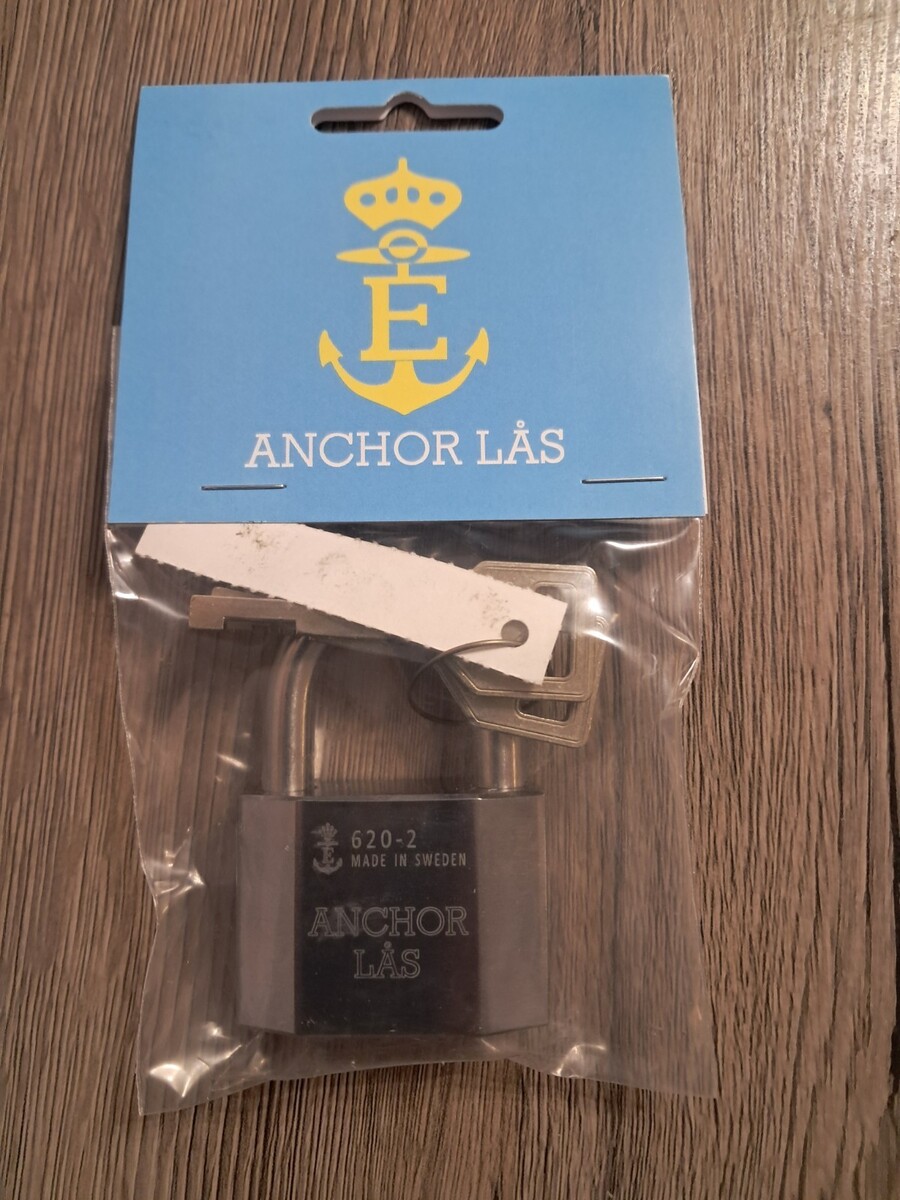 E
ANCHOR LÅS
E
620-2
MADE IN SWEDEN
ANCHOR
LÅS